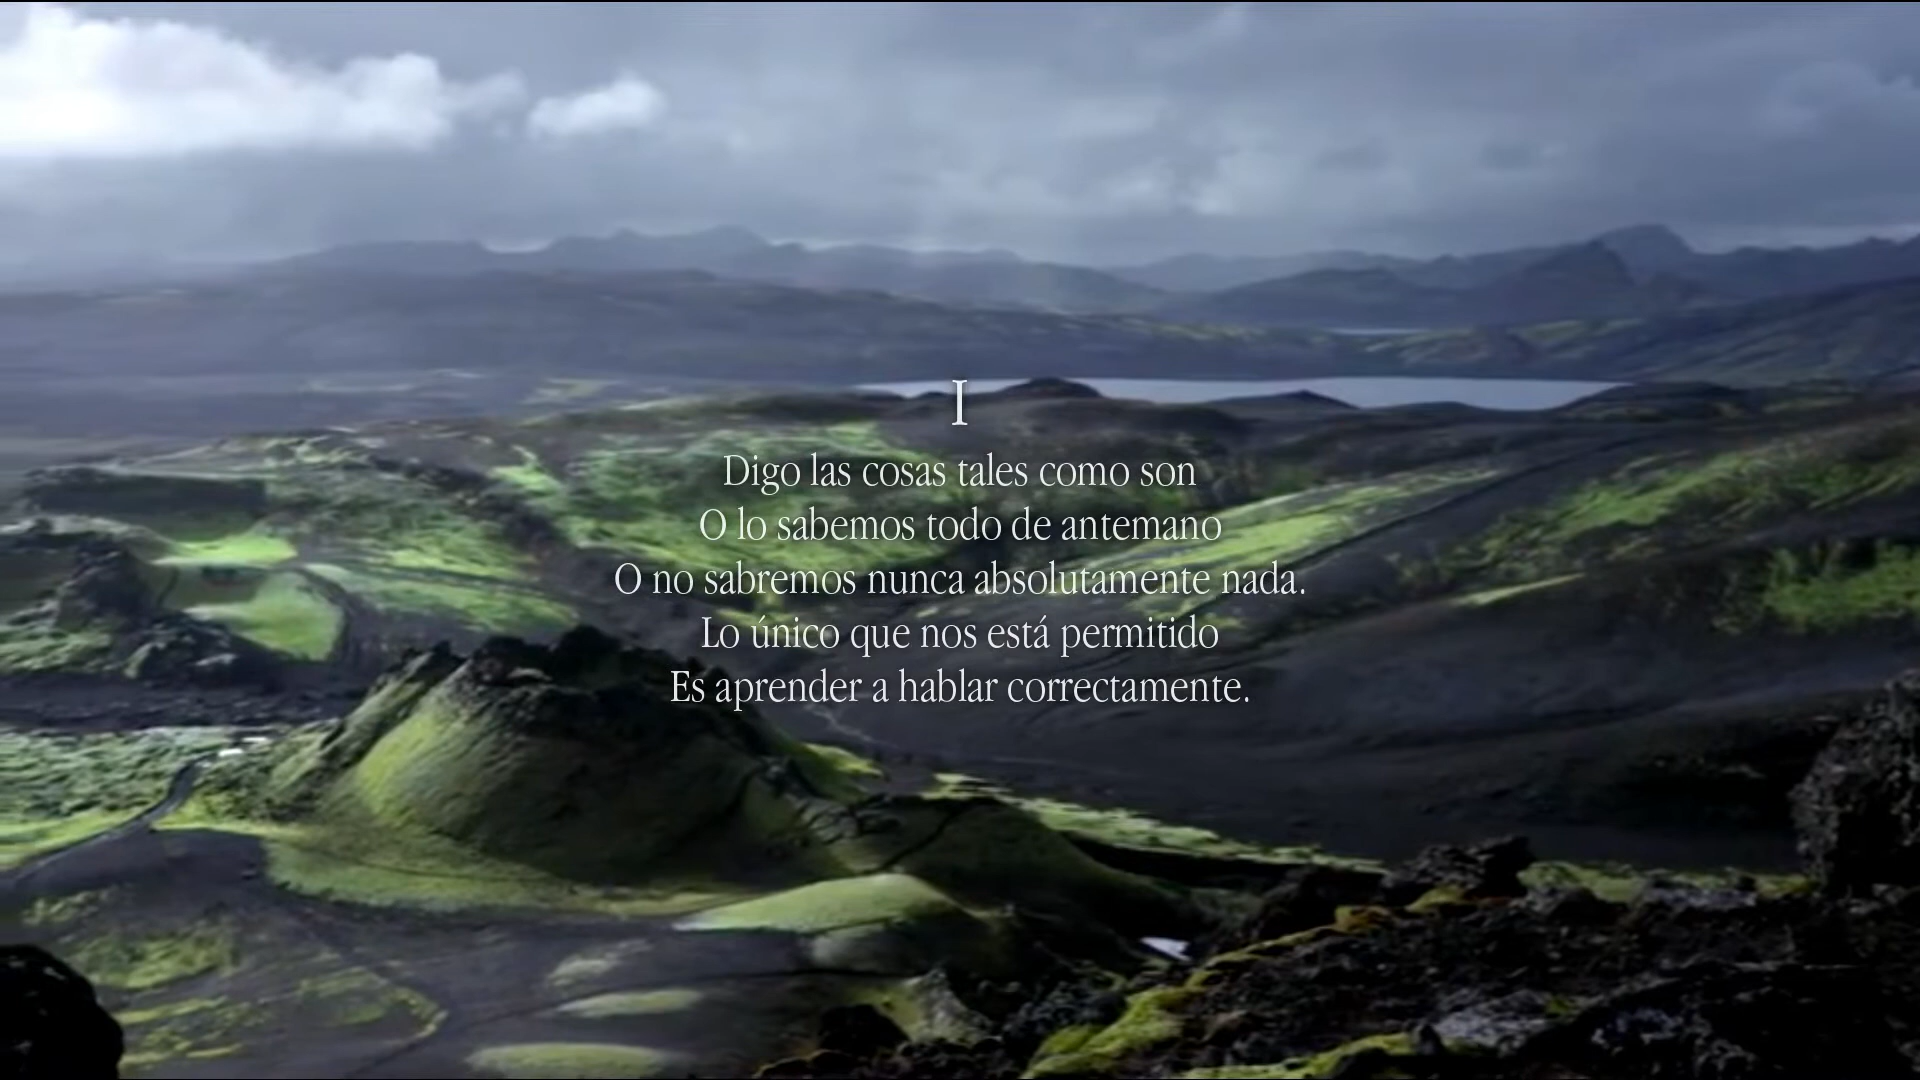 I
Digo las cosas tales como son
O lo sabemos todo de antemano
O no sabremos nunca absolutamente nada.
Lo único que nos está permitido
Es aprender a hablar correctamente.